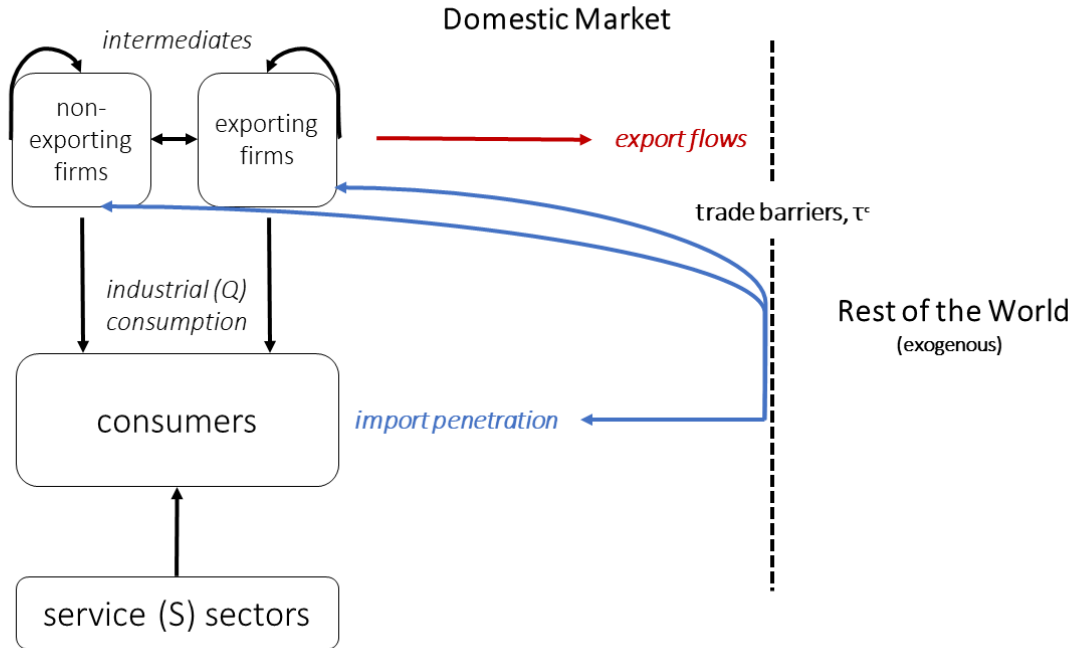 Domestic Market
intermediates
non-
exporting
firms
exporting
firms
export flows
trade barriers, τᶜ
industrial (Q)
consumption
Rest of the World
(exogenous)
consumers
import penetration
service (S) sectors